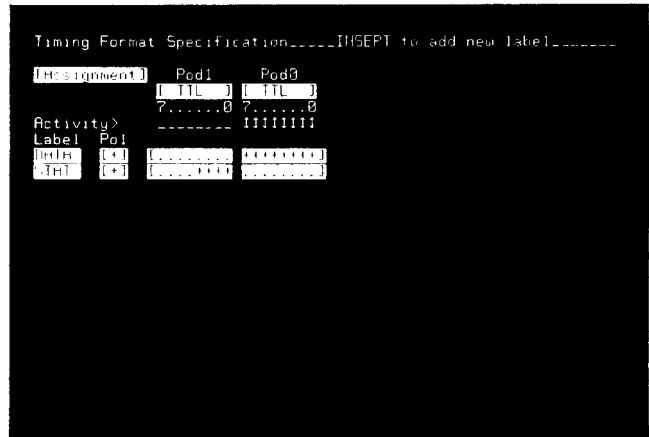 Timing Format Specification_____INSERT to add new label_______
[Assignment] Pod1 Pod0
[ TTL ] [ TTL ]
7......0 7......0
Activity> ________ ↕↕↕↕↕↕↕↕
Label Pol
DATA [+] [........ ********]
STAT [+] [....**** ........]